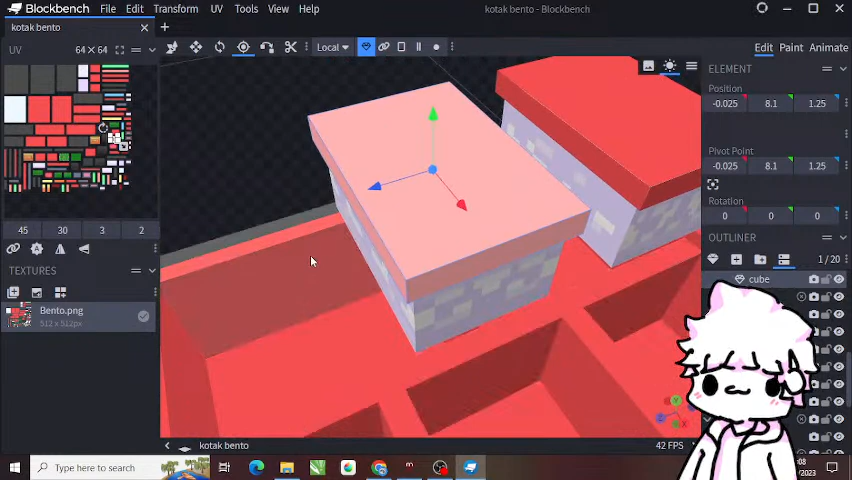 Blockbench File Edit Transform UV Tools View Help kotak bento - Blockbench
kotak bento
UV 64 × 64 Local Edit Paint Animate
ELEMENT
Position
-0.025 8.1 1.25
Pivot Point
-0.025 8.1 1.25
Rotation
0 0 0
45 30 3 2
OUTLINER
TEXTURES 1 / 20
cube
Bento.png
512 x 512px
kotak bento 42 FPS
Type here to search